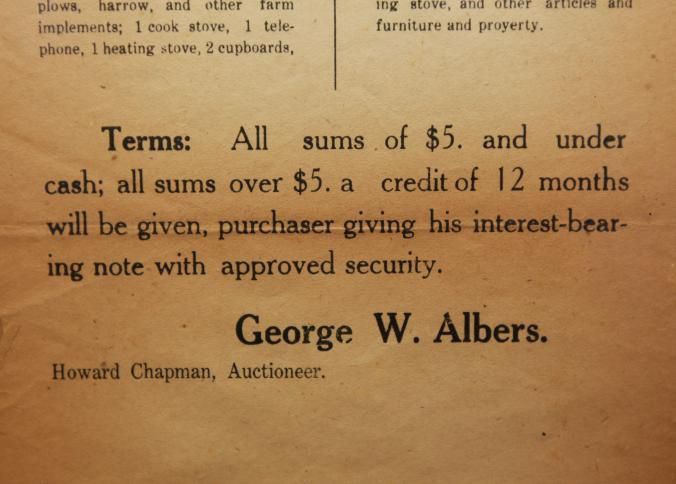 plows, harrow, and other farm
implements; 1 cook stove, 1 tele-
phone, 1 heating stove, 2 cupboards,
ing stove, and other articles and
furniture and proyerty.
Terms: All sums of $5. and under
cash; all sums over $5. a credit of 12 months
will be given, purchaser giving his interest-bear-
ing note with approved security.
George W. Albers.
Howard Chapman, Auctioneer.